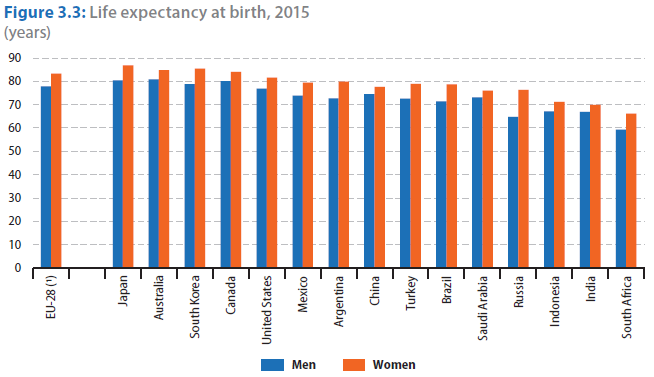 Figure 3.3: Life expectancy at birth, 2015
(years)
90
80
70
60
50
40
30
20
10
0
EU-28 (¹)
Japan
Australia
South Korea
Canada
United States
Mexico
Argentina
China
Turkey
Brazil
Saudi Arabia
Russia
Indonesia
India
South Africa
Men Women